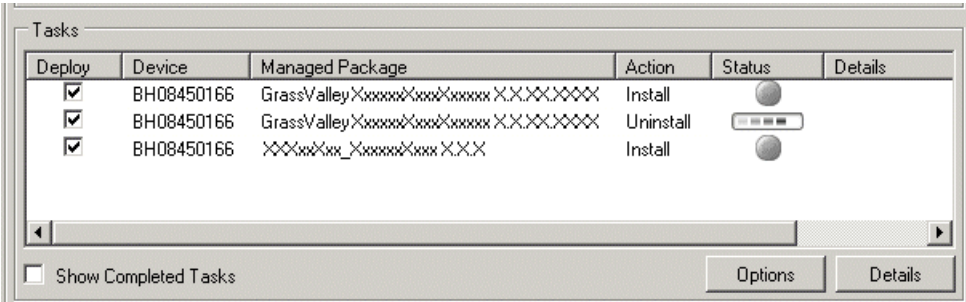 Tasks
Deploy Device Managed Package Action Status Details
BH08450166 GrassValleyXxxxxxXxxxXxxxxx X.X.XX.XXXX Install
BH08450166 GrassValleyXxxxxxXxxxXxxxxx X.X.XX.XXXX Uninstall
BH08450166 XXXxxXxx_XxxxxxXxxx X.X.X Install
Show Completed Tasks Options Details